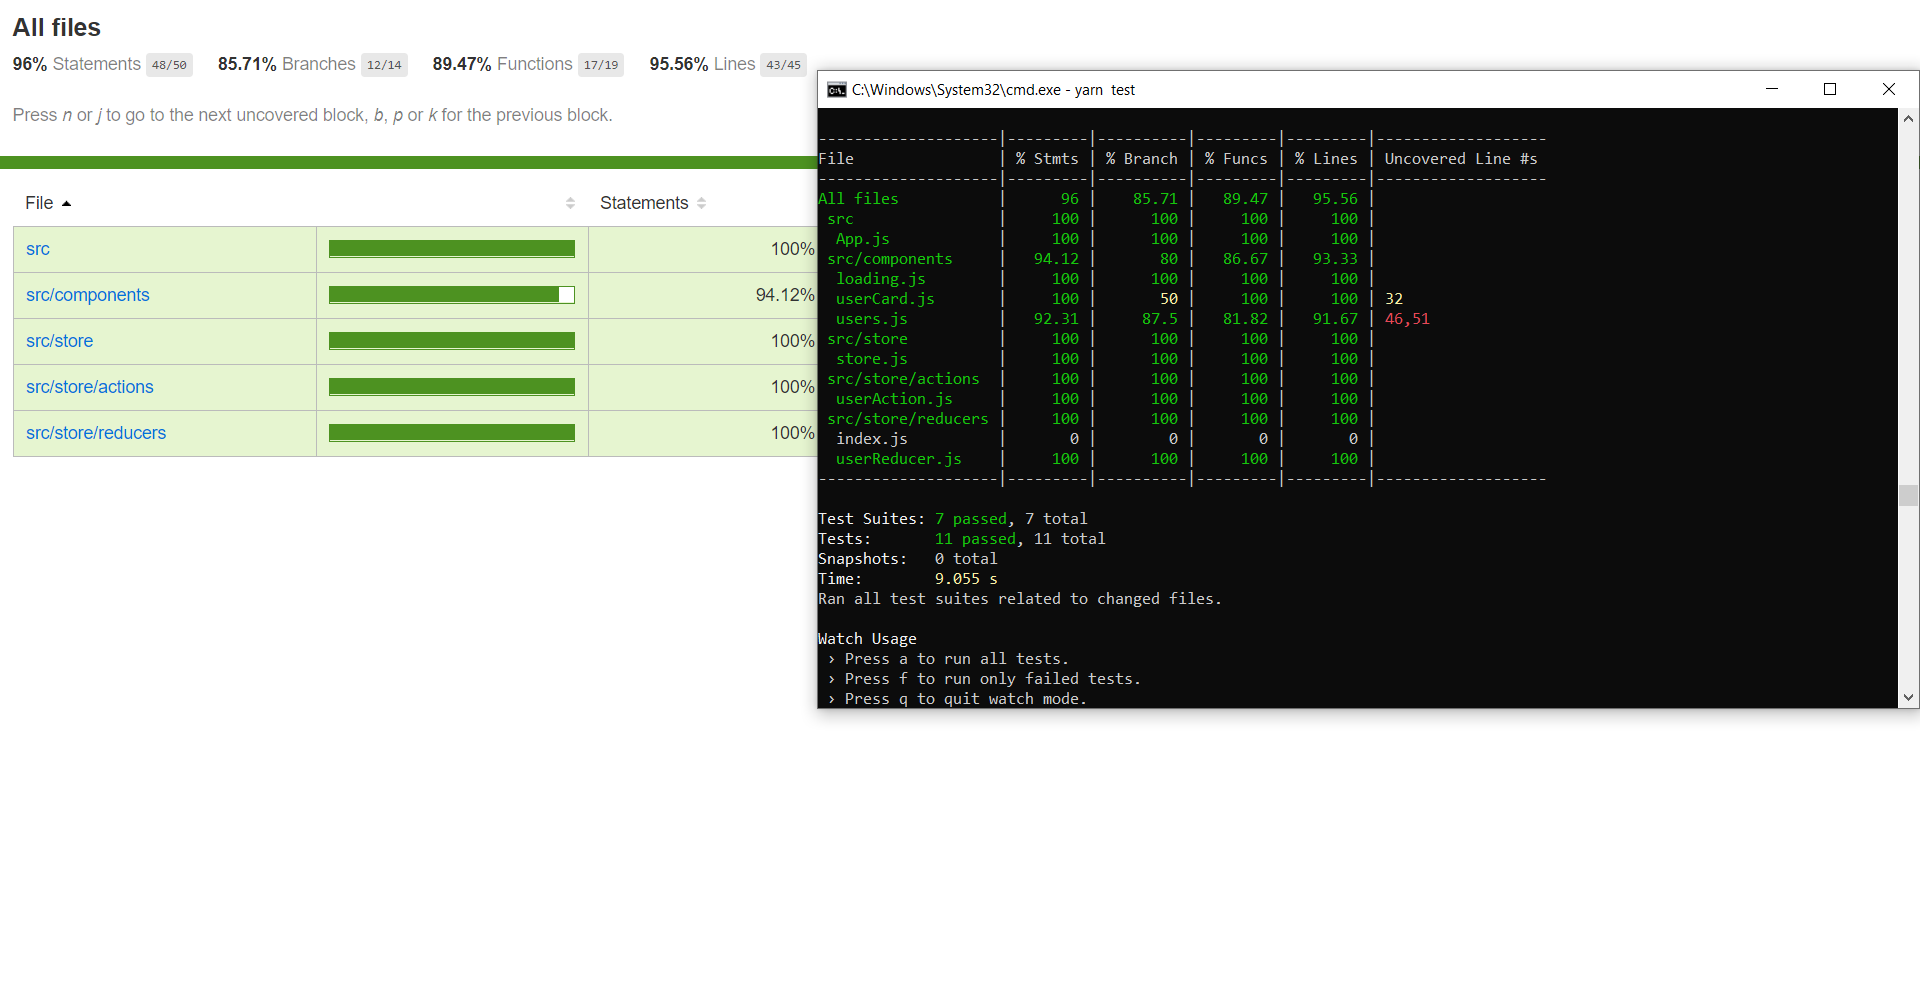 All files
96% Statements 48/50 85.71% Branches 12/14 89.47% Functions 17/19 95.56% Lines 43/45
Press n or j to go to the next uncovered block, b, p or k for the previous block.
File Statements
src 100%
src/components 94.12%
src/store 100%
src/store/actions 100%
src/store/reducers 100%
C:\Windows\System32\cmd.exe - yarn  test
--------------------|---------|----------|---------|---------|-------------------
File                | % Stmts | % Branch | % Funcs | % Lines | Uncovered Line #s
--------------------|---------|----------|---------|---------|-------------------
All files           |      96 |    85.71 |   89.47 |   95.56 |
 src                |     100 |      100 |     100 |     100 |
  App.js            |     100 |      100 |     100 |     100 |
 src/components     |   94.12 |       80 |   86.67 |   93.33 |
  loading.js        |     100 |      100 |     100 |     100 |
  userCard.js       |     100 |       50 |     100 |     100 | 32
  users.js          |   92.31 |     87.5 |   81.82 |   91.67 | 46,51
 src/store          |     100 |      100 |     100 |     100 |
  store.js          |     100 |      100 |     100 |     100 |
 src/store/actions  |     100 |      100 |     100 |     100 |
  userAction.js     |     100 |      100 |     100 |     100 |
 src/store/reducers |     100 |      100 |     100 |     100 |
  index.js          |       0 |        0 |       0 |       0 |
  userReducer.js    |     100 |      100 |     100 |     100 |
--------------------|---------|----------|---------|---------|-------------------
Test Suites: 7 passed, 7 total
Tests:       11 passed, 11 total
Snapshots:   0 total
Time:        9.055 s
Ran all test suites related to changed files.
Watch Usage
 › Press a to run all tests.
 › Press f to run only failed tests.
 › Press q to quit watch mode.